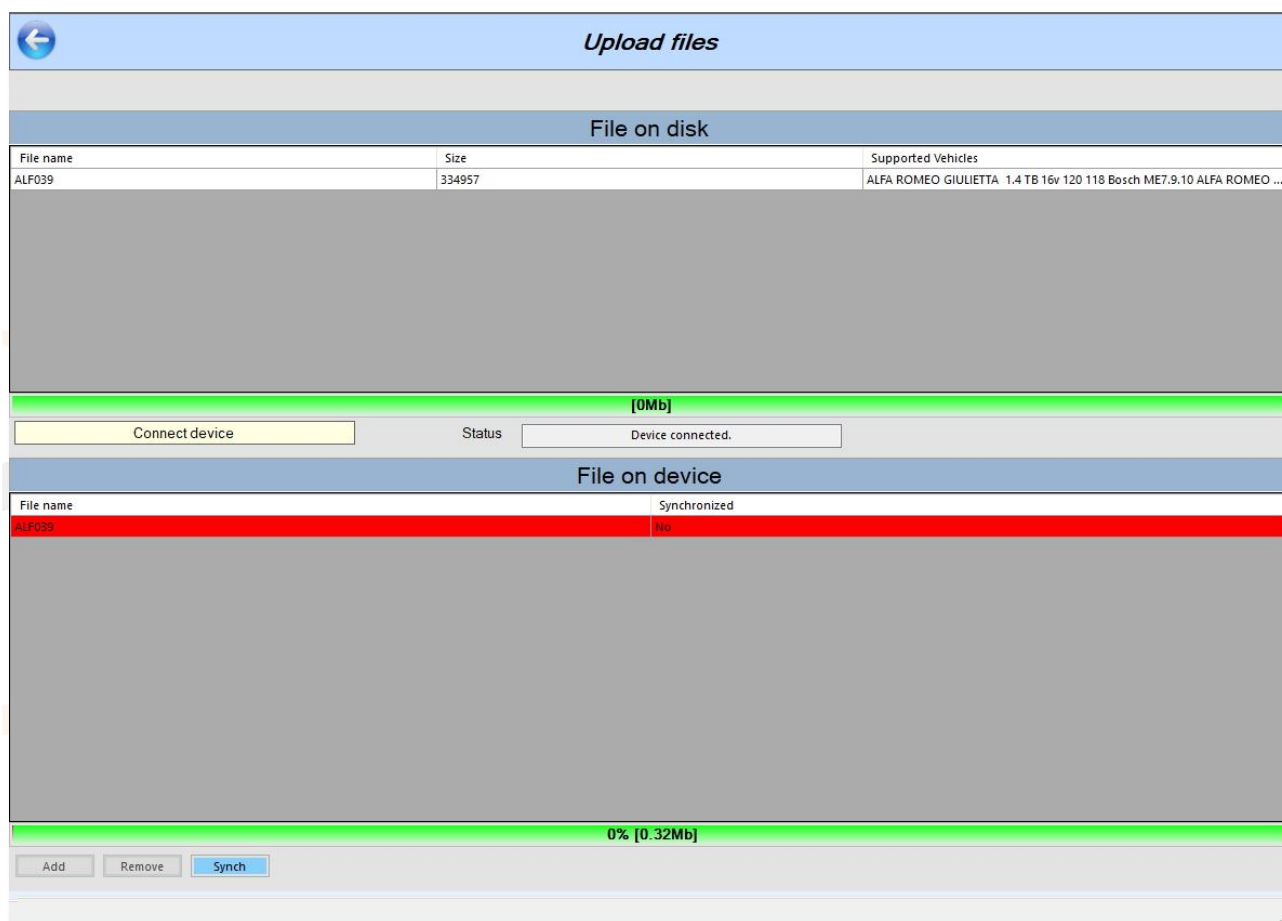 Upload files
File on disk
File name Size Supported Vehicles
ALF039 334957 ALFA ROMEO GIULIETTA 1.4 TB 16v 120 118 Bosch ME7.9.10 ALFA ROMEO ...
[0Mb]
Connect device Status Device connected.
File on device
File name Synchronized
ALF039 No
0% [0.32Mb]
Add Remove Synch